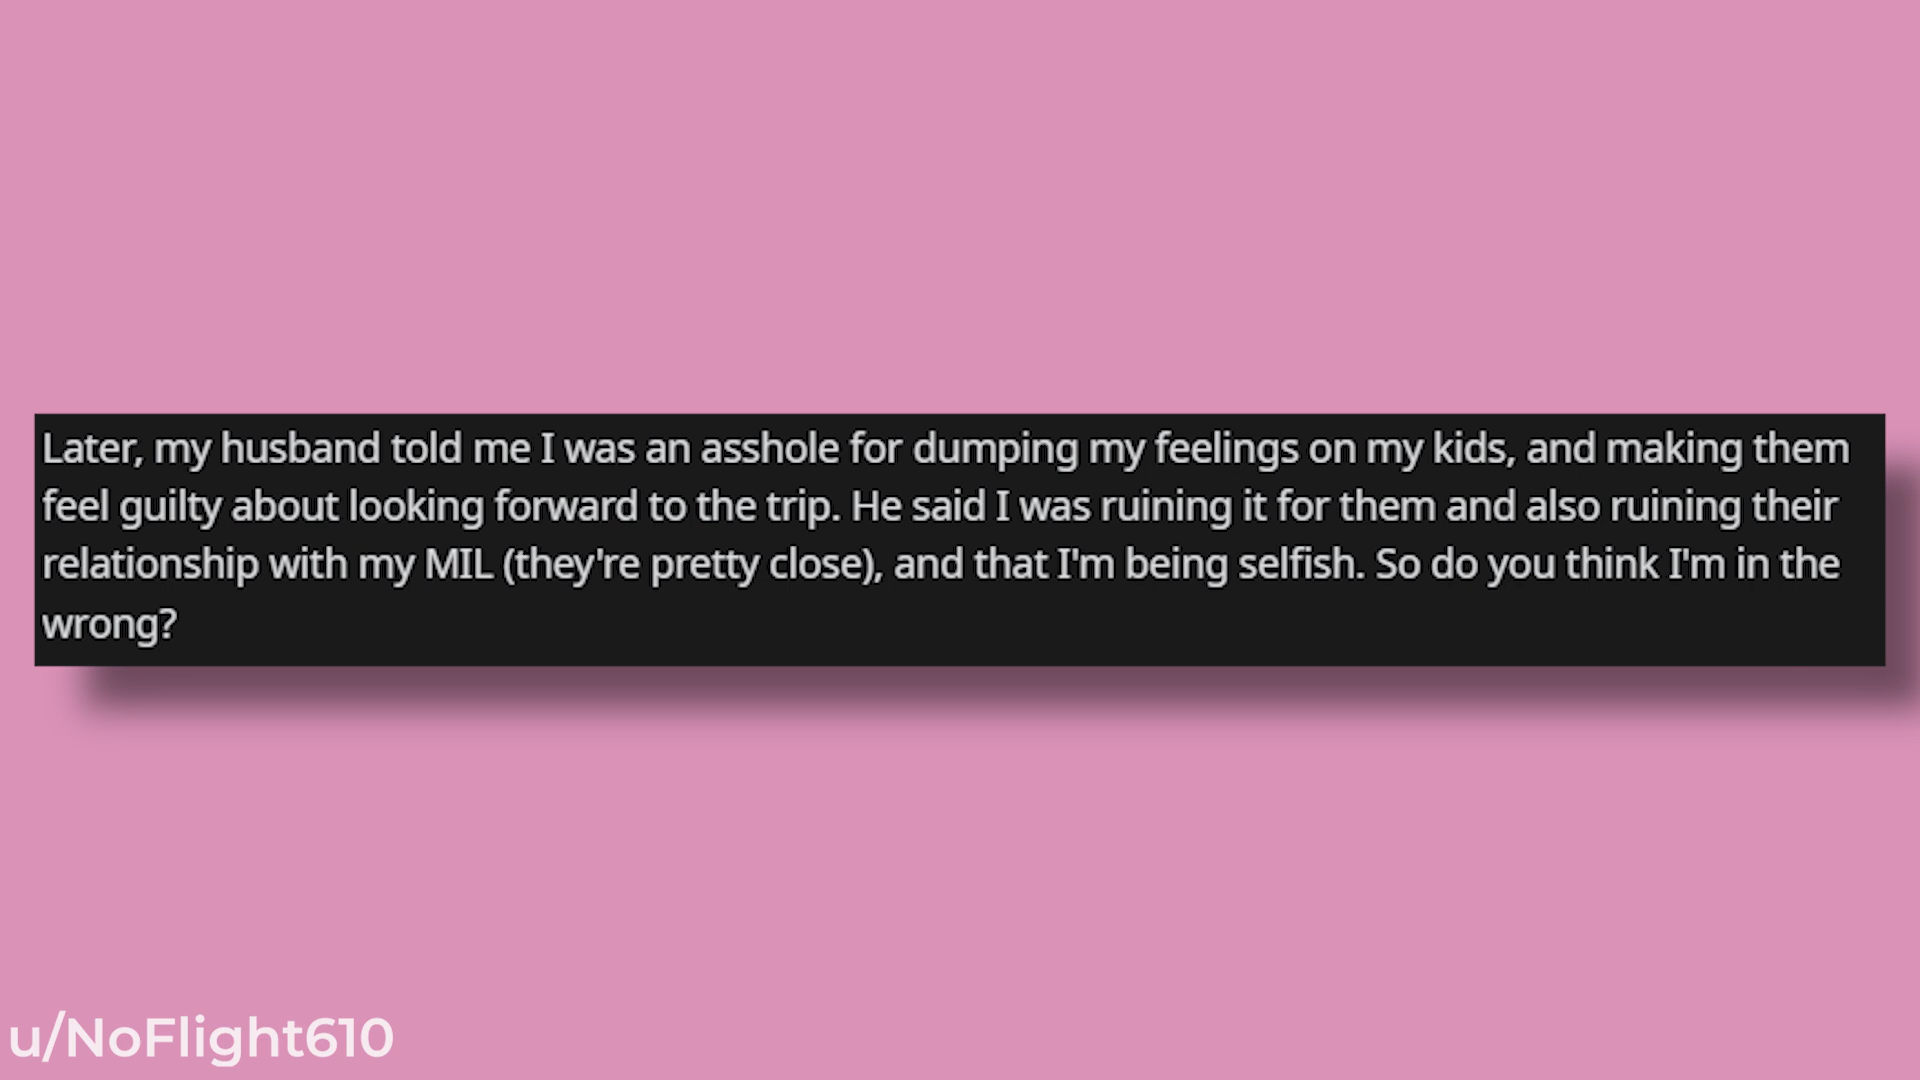 Later, my husband told me I was an asshole for dumping my feelings on my kids, and making them
feel guilty about looking forward to the trip. He said I was ruining it for them and also ruining their
relationship with my MIL (they're pretty close), and that I'm being selfish. So do you think I'm in the
wrong?
u/NoFlight610